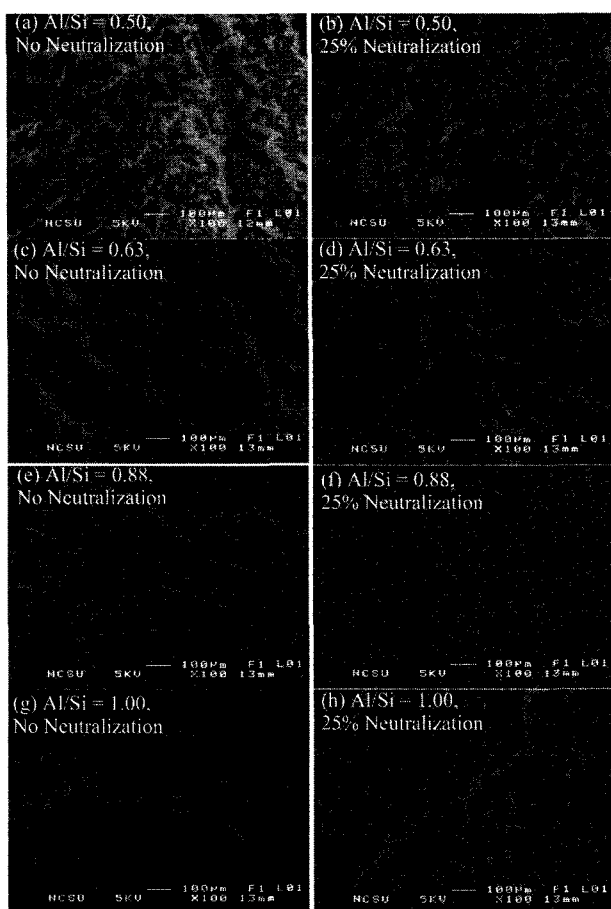 (a) Al/Si = 0.50,
No Neutralization
100µm F1 L01
NCSU 5KV X100 12mm
(b) Al/Si = 0.50,
25% Neutralization
100µm F1 L01
NCSU 5KV X100 13mm
(c) Al/Si = 0.63,
No Neutralization
100µm F1 L01
NCSU 5KV X100 13mm
(d) Al/Si = 0.63,
25% Neutralization
100µm F1 L01
NCSU 5KV X100 13mm
(e) Al/Si = 0.88,
No Neutralization
100µm F1 L01
NCSU 5KV X100 13mm
(f) Al/Si = 0.88,
25% Neutralization
100µm F1 L01
NCSU 5KV X100 13mm
(g) Al/Si = 1.00,
No Neutralization
100µm F1 L01
NCSU 5KV X100 13mm
(h) Al/Si = 1.00,
25% Neutralization
100µm F1 L01
NCSU 5KV X100 13mm